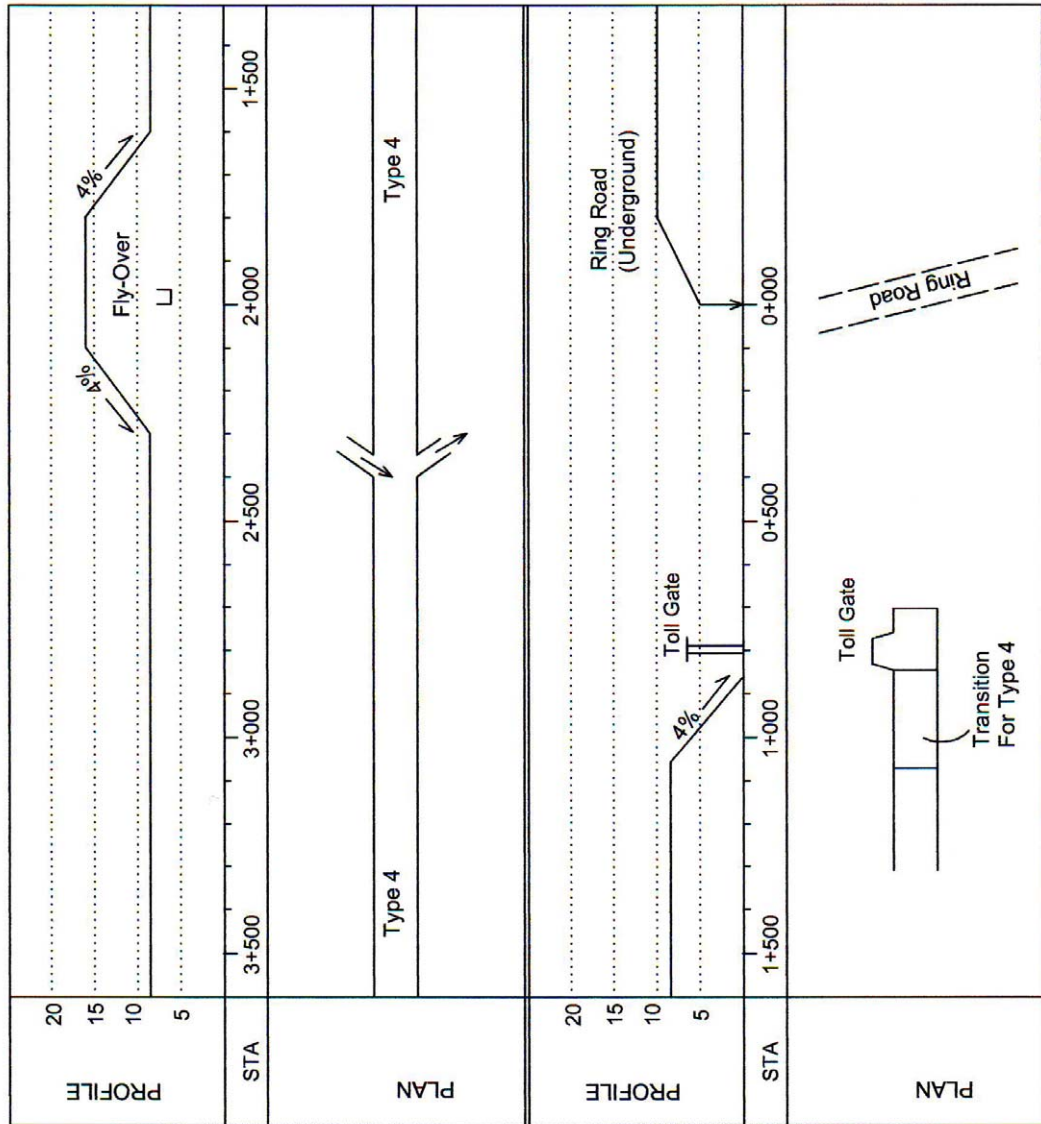 PROFILE
20
15
10
5
4%
Fly-Over
4%
STA
3+500
3+000
2+500
2+000
1+500
PLAN
Type 4
Type 4
PROFILE
20
15
10
5
4%
Toll Gate
Ring Road
(Underground)
STA
1+500
1+000
0+500
0+000
PLAN
Toll Gate
Transition
For Type 4
Ring Road